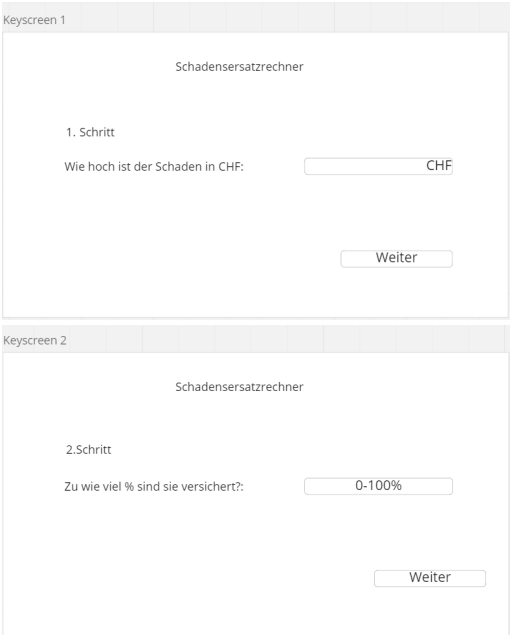 Keyscreen 1
Schadensersatzrechner
1. Schritt
Wie hoch ist der Schaden in CHF: CHF
Weiter
Keyscreen 2
Schadensersatzrechner
2.Schritt
Zu wie viel % sind sie versichert?: 0-100%
Weiter